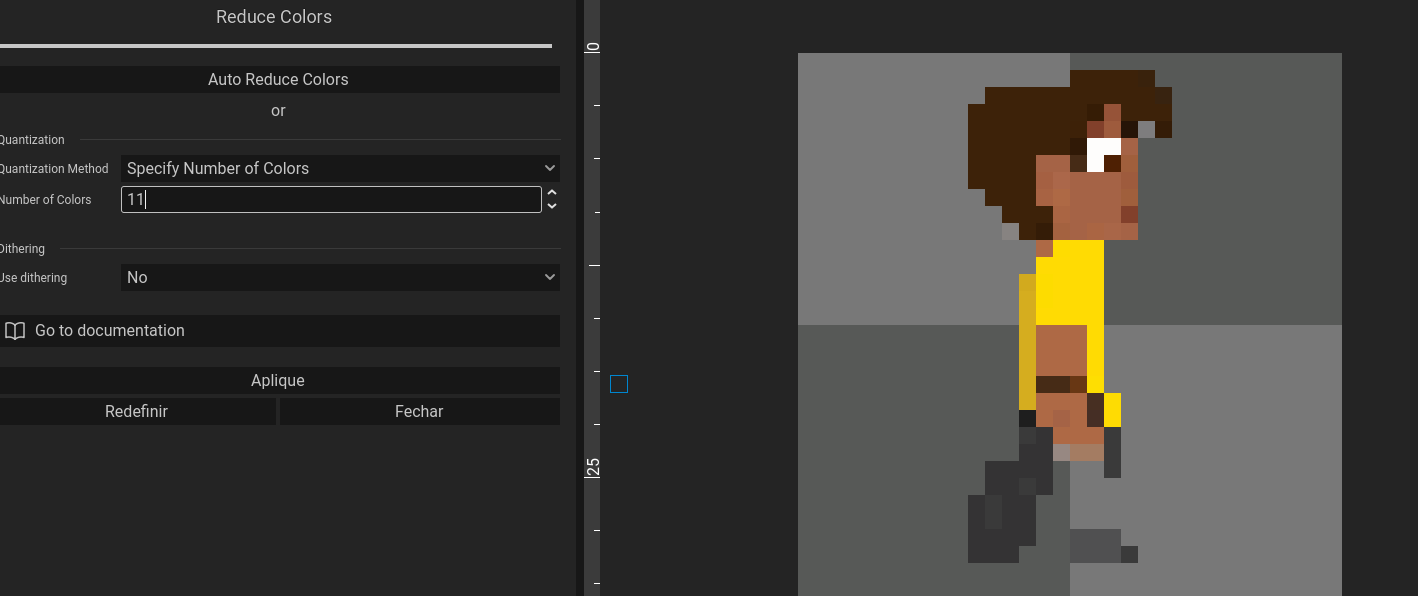 Reduce Colors
Auto Reduce Colors
or
Quantization
Quantization Method Specify Number of Colors
Number of Colors 11
Dithering
Use dithering No
Go to documentation
Aplique
Redefinir Fechar
0
25